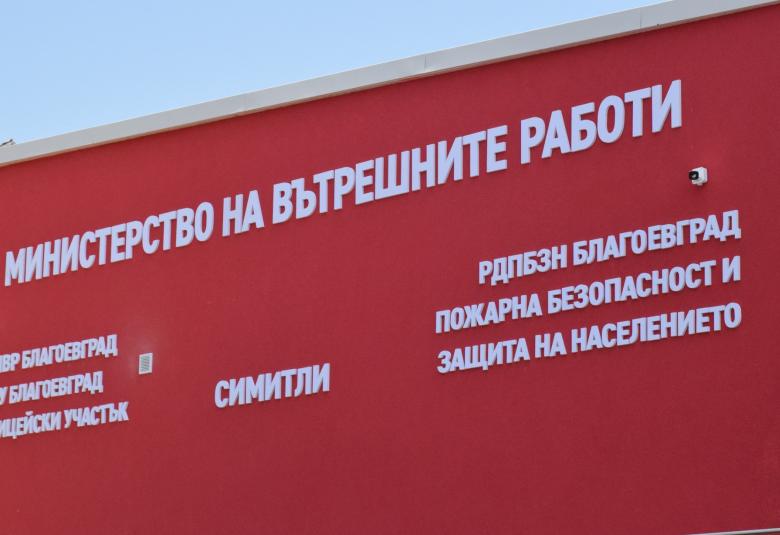 МИНИСТЕРСТВО НА ВЪТРЕШНИТЕ РАБОТИ
БЛАГОЕВГРАД
БЛАГОЕВГРАД
УЧАСТЪК
СИМИТЛИ
РДПБЗН БЛАГОЕВГРАД
ПОЖАРНА БЕЗОПАСНОСТ И
ЗАЩИТА НА НАСЕЛЕНИЕТО